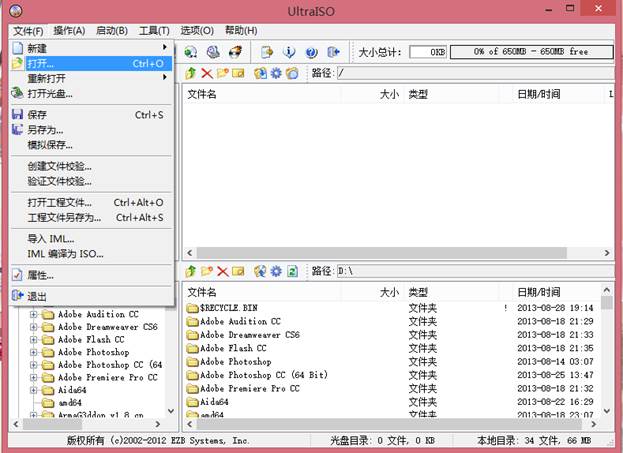 UltraISO
文件(F) 操作(A) 启动(B) 工具(T) 选项(O) 帮助(H)
新建
打开... Ctrl+O
重新打开
打开光盘...
保存 Ctrl+S
另存为...
模拟保存...
创建文件校验...
验证文件校验...
打开工程文件... Ctrl+Alt+O
工程文件另存为... Ctrl+Alt+S
导入 IML...
IML 编译为 ISO...
属性...
退出
大小总计: 0KB 0% of 650MB - 650MB free
路径: /
文件名 大小 类型 日期/时间 L
路径: D:\
文件名 大小 类型 日期/时间
$RECYCLE.BIN 文件夹 ! 2013-08-28 19:14
Adobe Audition CC 文件夹 2013-08-18 21:29
Adobe Dreamweaver CS6 文件夹 2013-08-18 21:33
Adobe Flash CC 文件夹 2013-08-18 21:35
Adobe Photoshop 文件夹 2013-08-14 03:07
Adobe Photoshop CC (64 Bit) 文件夹 2013-08-25 13:47
Adobe Premiere Pro CC 文件夹 2013-08-18 21:32
Aida64 文件夹 2013-08-22 16:29
amd64 文件夹 2013-08-18 23:07
Adobe Audition CC
Adobe Dreamweaver CS6
Adobe Flash CC
Adobe Photoshop
Adobe Photoshop CC (64
Adobe Premiere Pro CC
Aida64
amd64
ArmaG3ddon v1.8 cn
版权所有 (c)2002-2012 EZB Systems, Inc. 光盘目录: 0 文件, 0 KB 本地目录: 34 文件, 66 MB